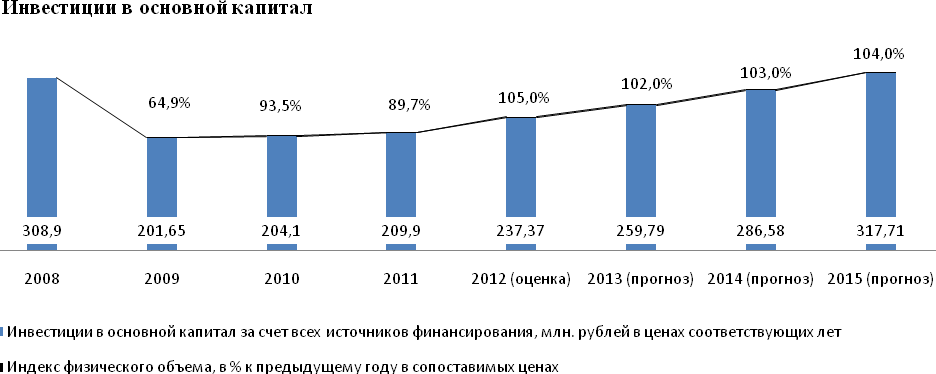 Инвестиции в основной капитал
64,9% 93,5% 89,7% 105,0% 102,0% 103,0% 104,0%
308,9 201,65 204,1 209,9 237,37 259,79 286,58 317,71
2008 2009 2010 2011 2012 (оценка) 2013 (прогноз) 2014 (прогноз) 2015 (прогноз)
Инвестиции в основной капитал за счет всех источников финансирования, млн. рублей в ценах соответствующих лет
Индекс физического объема, в % к предыдущему году в сопоставимых ценах